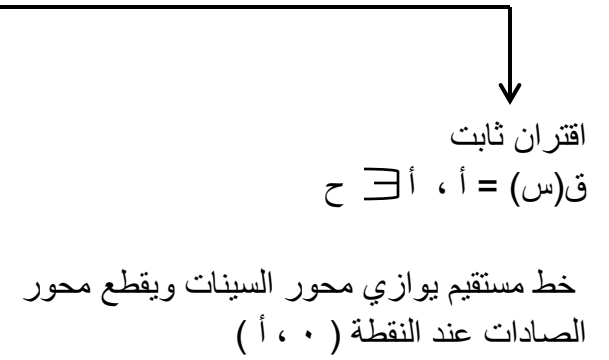 اقتران ثابت
ق(س) = أ ، أ ∈ ح
خط مستقيم يوازي محور السينات ويقطع محور
الصادات عند النقطة ( ٠ ، أ )